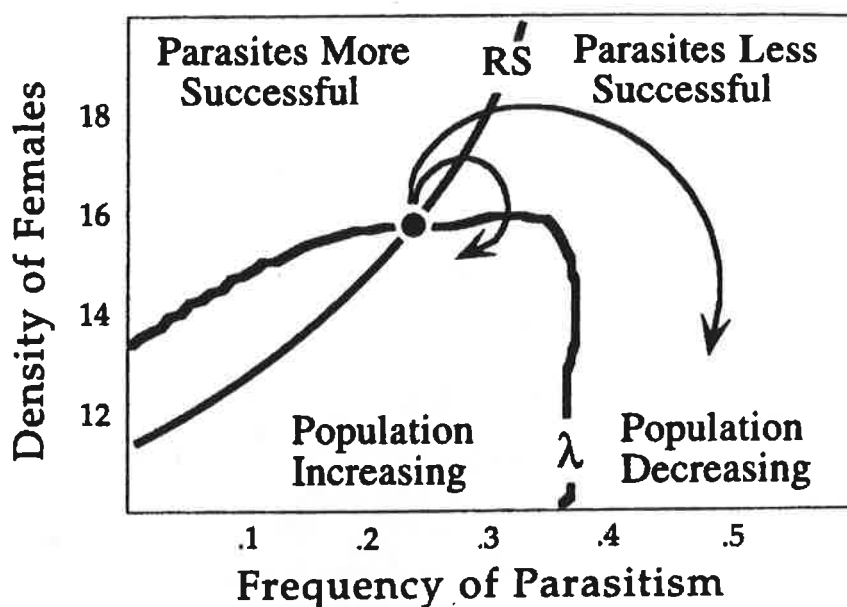 Parasites More
Successful
RS
Parasites Less
Successful
Density of Females
18
16
14
12
Population
Increasing
λ
Population
Decreasing
.1
.2
.3
.4
.5
Frequency of Parasitism